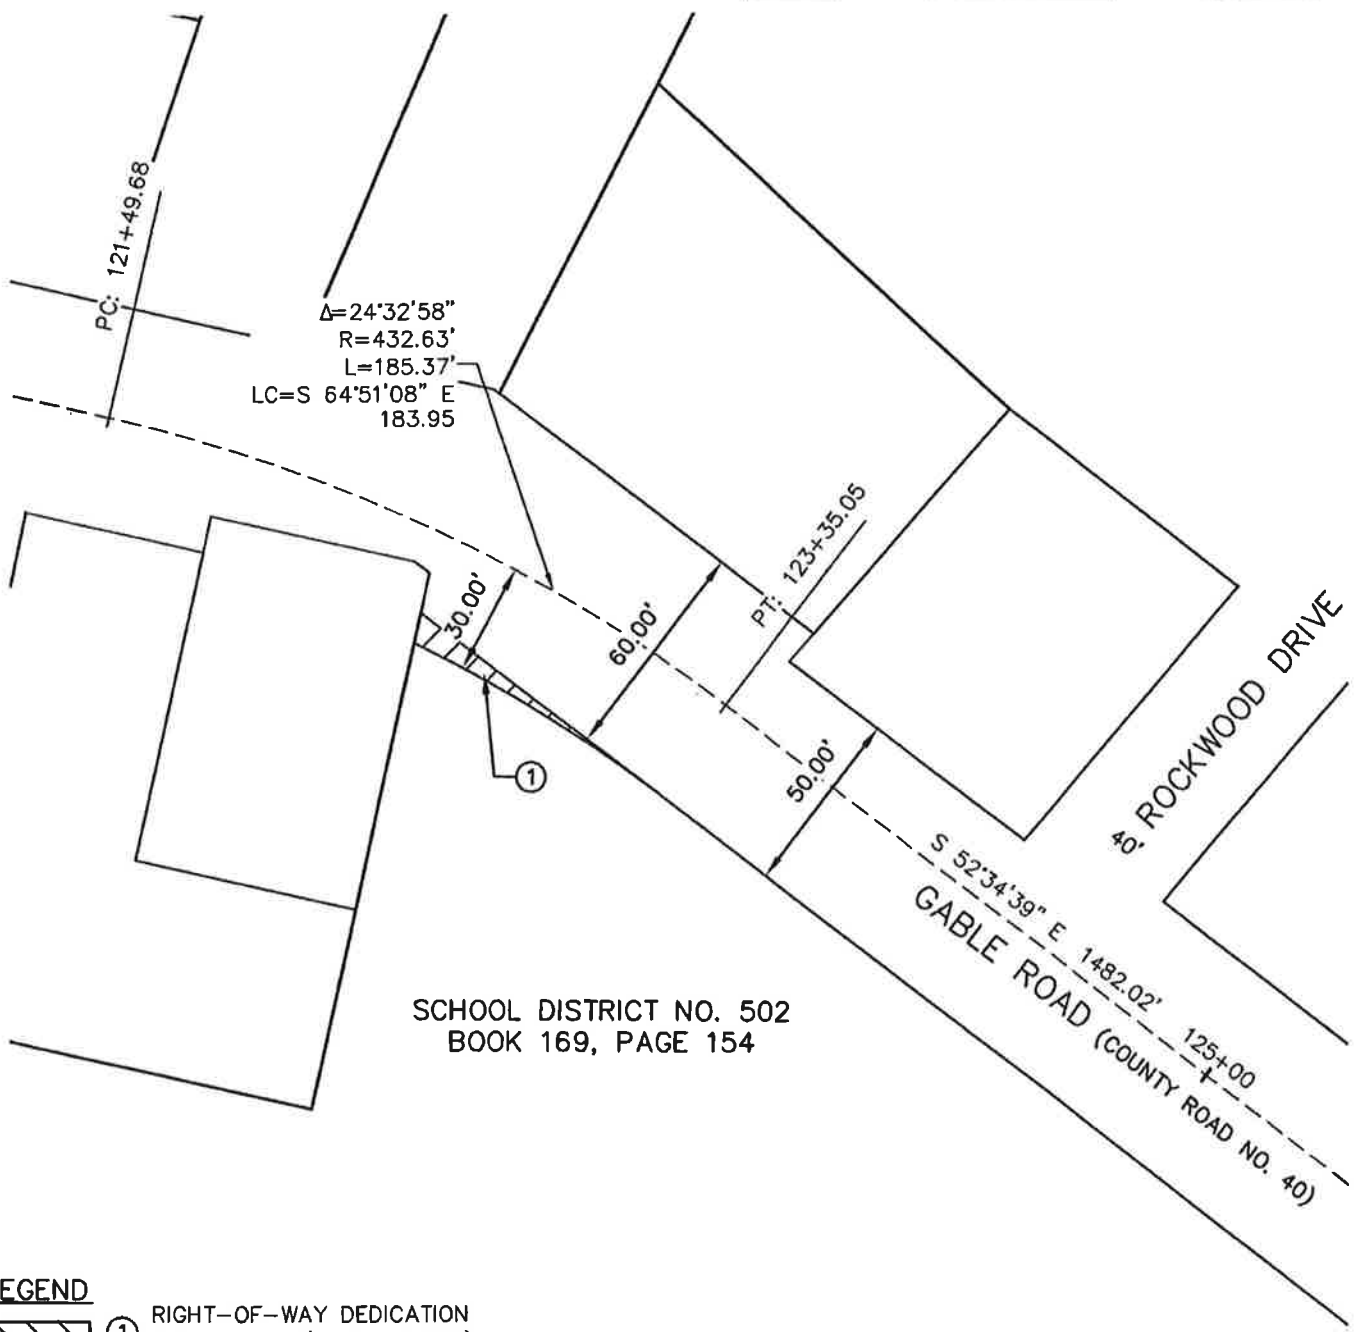 PC: 121+49.68
Δ=24°32'58"
R=432.63'
L=185.37'
LC=S 64°51'08" E
183.95
30.00'
60.00'
PT: 123+35.05
50.00'
1
40' ROCKWOOD DRIVE
S 52°34'39" E 1482.02'
125+00
GABLE ROAD (COUNTY ROAD NO. 40)
SCHOOL DISTRICT NO. 502
BOOK 169, PAGE 154
EGEND
1 RIGHT-OF-WAY DEDICATION